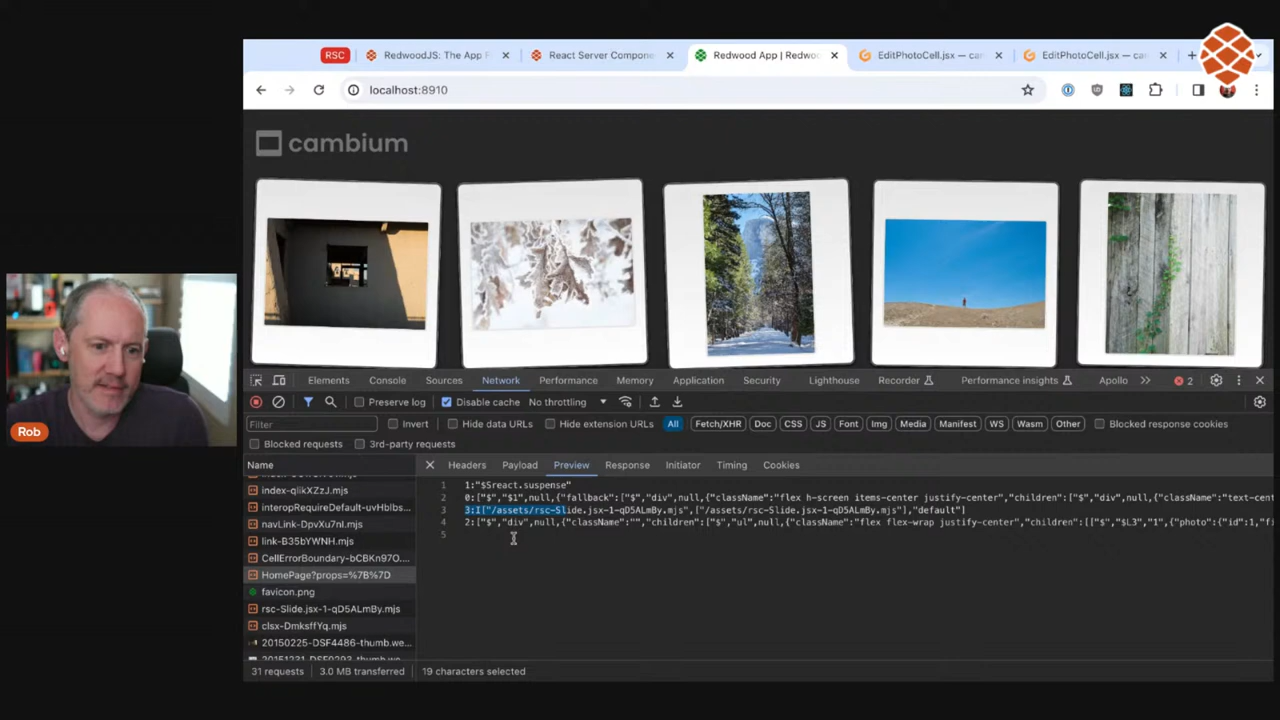 RSC RedwoodJS: The App F React Server Compone Redwood App | Redwo EditPhotoCell.jsx — ca EditPhotoCell.jsx — ca
localhost:8910
cambium
Elements Console Sources Network Performance Memory Application Security Lighthouse Recorder Performance insights Apollo 2
Preserve log Disable cache No throttling
Filter Invert Hide data URLs Hide extension URLs All Fetch/XHR Doc CSS JS Font Img Media Manifest WS Wasm Other Blocked response cookies
Blocked requests 3rd-party requests
Name Headers Payload Preview Response Initiator Timing Cookies
index-qlikXZzJ.mjs
interopRequireDefault-uvHlgbs...
navLink-DpvXu7nI.mjs
link-B35bYWNH.mjs
CellErrorBoundary-bCBKn97O....
HomePage?props=%7B%7D
favicon.png
rsc-Slide.jsx-1-qD5ALmBy.mjs
clsx-DmksffYq.mjs
20150225-DSF4486-thumb.we...
20151231-DSF0293-thumb.we...
1 1:"$Sreact.suspense"
2 0:["$","$1",null,{"fallback":["$","div",null,{"className":"flex h-screen items-center justify-center","children":["$","div",null,{"className":"text-cent
3 3:I["/assets/rsc-Slide.jsx-1-qD5ALmBy.mjs",["/assets/rsc-Slide.jsx-1-qD5ALmBy.mjs"],"default"]
4 2:["$","div",null,{"className":"","children":["$","ul",null,{"className":"flex flex-wrap justify-center","children":[["$","$L3","1",{"photo":{"id":1,"fi
5
31 requests 3.0 MB transferred 19 characters selected
Rob